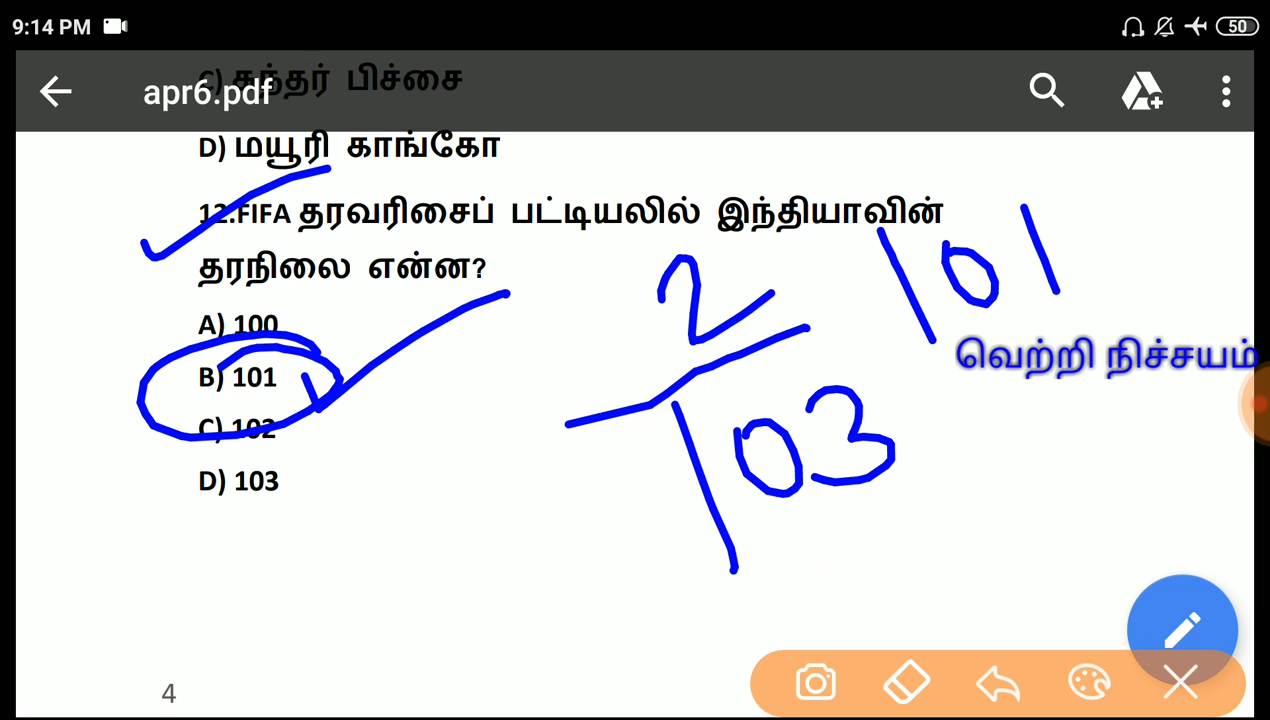 9:14 PM
50
C) சுந்தர் பிச்சை
apr6.pdf
D) மயூரி காங்கோ
12.FIFA தரவரிசைப் பட்டியலில் இந்தியாவின்
தரநிலை என்ன?
A) 100
B) 101
C) 102
D) 103
2
103
101
வெற்றி நிச்சயம்
4